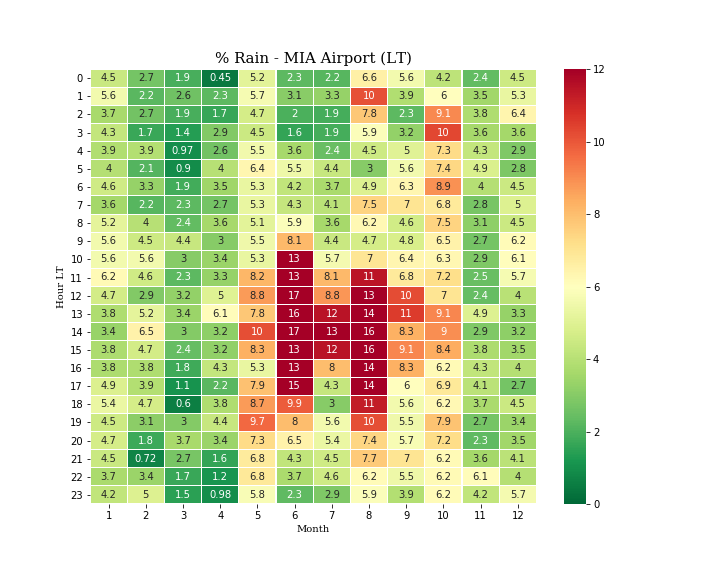 % Rain - MIA Airport (LT)
0 4.5 2.7 1.9 0.45 5.2 2.3 2.2 6.6 5.6 4.2 2.4 4.5
1 5.6 2.2 2.6 2.3 5.7 3.1 3.3 10 3.9 6 3.5 5.3
2 3.7 2.7 1.9 1.7 4.7 2 1.9 7.8 2.3 9.1 3.8 6.4
3 4.3 1.7 1.4 2.9 4.5 1.6 1.9 5.9 3.2 10 3.6 3.6
4 3.9 3.9 0.97 2.6 5.5 3.6 2.4 4.5 5 7.3 4.3 2.9
5 4 2.1 0.9 4 6.4 5.5 4.4 3 5.6 7.4 4.9 2.8
6 4.6 3.3 1.9 3.5 5.3 4.2 3.7 4.9 6.3 8.9 4 4.5
7 3.6 2.2 2.3 2.7 5.3 4.3 4.1 7.5 7 6.8 2.8 5
8 5.2 4 2.4 3.6 5.1 5.9 3.6 6.2 4.6 7.5 3.1 4.5
9 5.6 4.5 4.4 3 5.5 8.1 4.4 4.7 4.8 6.5 2.7 6.2
10 5.6 5.6 3 3.4 5.3 13 5.7 7 6.4 6.3 2.9 6.1
11 6.2 4.6 2.3 3.3 8.2 13 8.1 11 6.8 7.2 2.5 5.7
12 4.7 2.9 3.2 5 8.8 17 8.8 13 10 7 2.4 4
13 3.8 5.2 3.4 6.1 7.8 16 12 14 11 9.1 4.9 3.3
14 3.4 6.5 3 3.2 10 17 13 16 8.3 9 2.9 3.2
15 3.8 4.7 2.4 3.2 8.3 13 12 16 9.1 8.4 3.8 3.5
16 3.8 3.8 1.8 4.3 5.3 13 8 14 8.3 6.2 4.3 4
17 4.9 3.9 1.1 2.2 7.9 15 4.3 14 6 6.9 4.1 2.7
18 5.4 4.7 0.6 3.8 8.7 9.9 3 11 5.6 6.2 3.7 4.5
19 4.5 3.1 3 4.4 9.7 8 5.6 10 5.5 7.9 2.7 3.4
20 4.7 1.8 3.7 3.4 7.3 6.5 5.4 7.4 5.7 7.2 2.3 3.5
21 4.5 0.72 2.7 1.6 6.8 4.3 4.5 7.7 7 6.2 3.6 4.1
22 3.7 3.4 1.7 1.2 6.8 3.7 4.6 6.2 5.5 6.2 6.1 4
23 4.2 5 1.5 0.98 5.8 2.3 2.9 5.9 3.9 6.2 4.2 5.7
1 2 3 4 5 6 7 8 9 10 11 12
Month
Hour LT
12
10
8
6
4
2
0